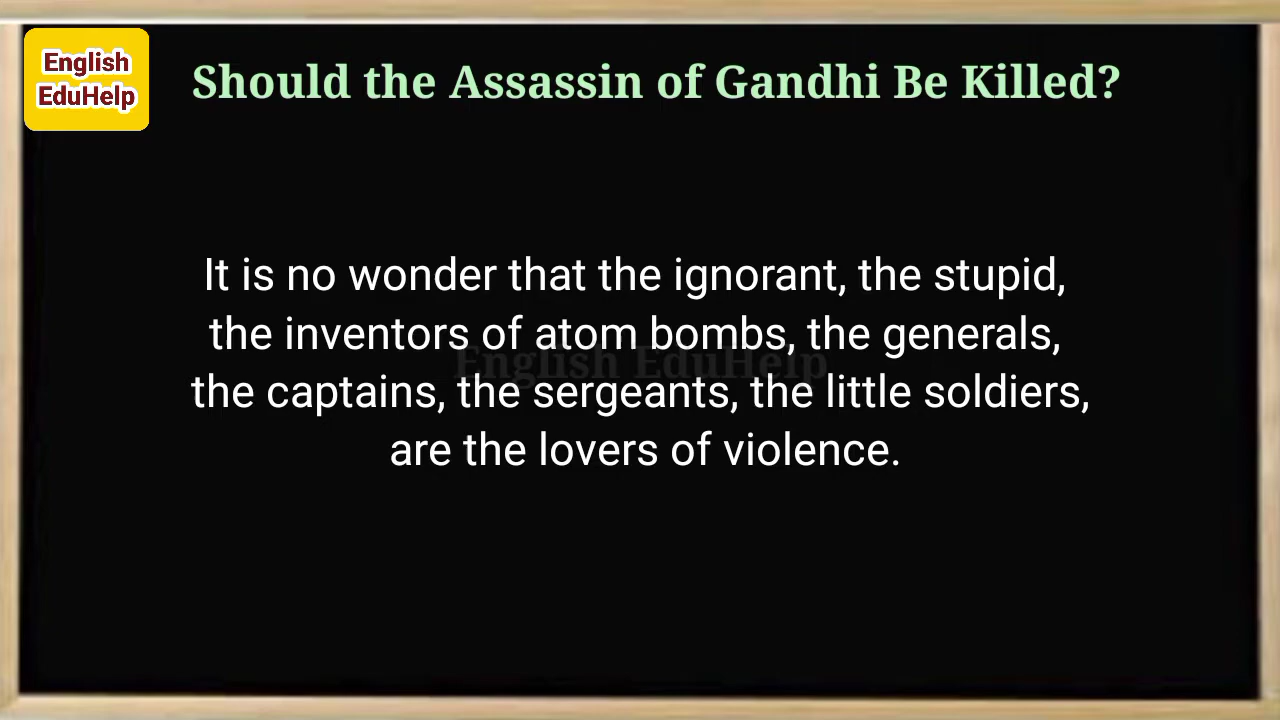 English
EduHelp
Should the Assassin of Gandhi Be Killed?
It is no wonder that the ignorant, the stupid,
the inventors of atom bombs, the generals,
English EduHelp
the captains, the sergeants, the little soldiers,
are the lovers of violence.